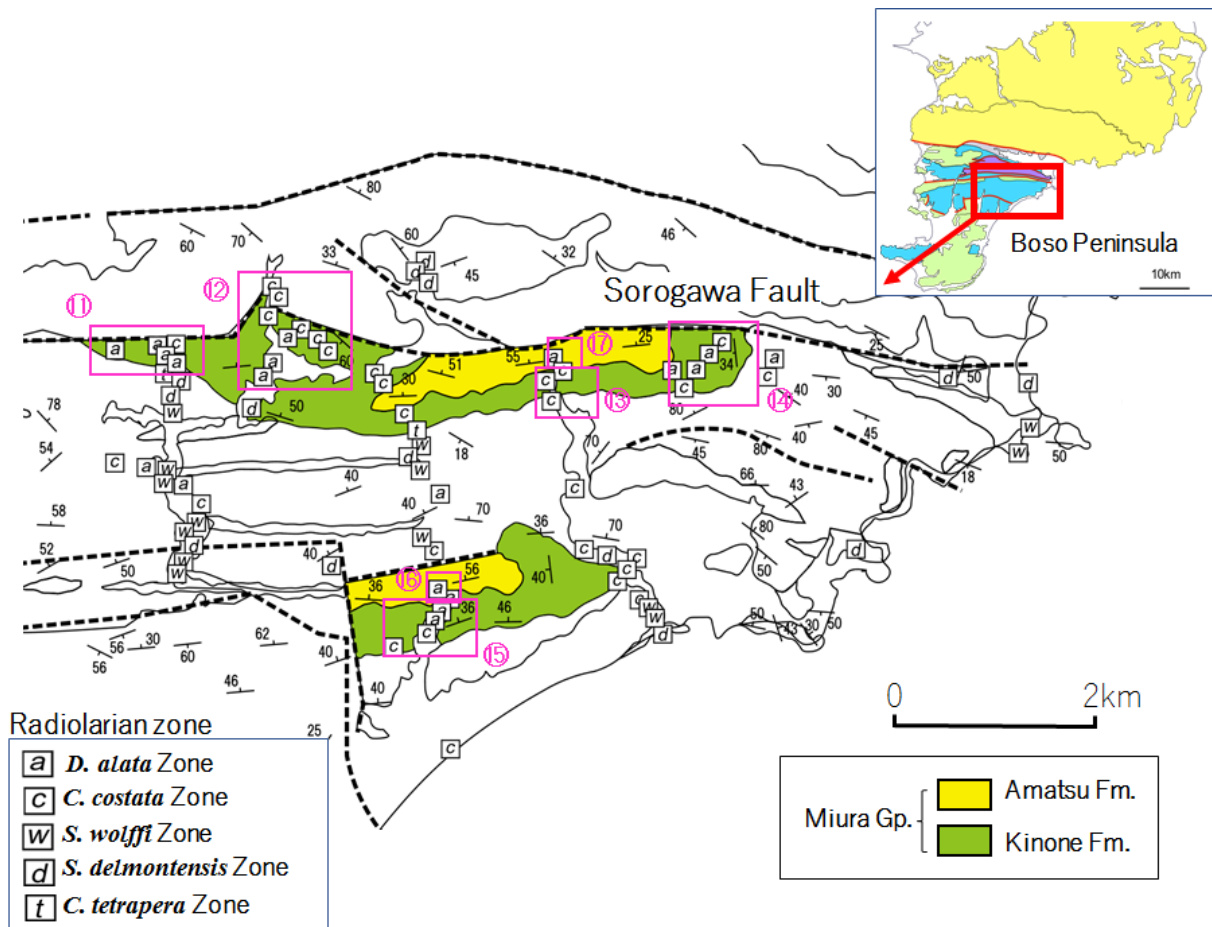 Boso Peninsula
10km
80
60
70
33
60
45
32
46
⑪
⑫
Sorogawa Fault
c
c
c
d
d
d
a
a
c
a
a
a
c
c
c
a
a
60
t
d
d
w
d
50
c
c
30
51
55
⑰
a
25
c
c
c
⑬
a
c
a
a
c
34
⑭
80
a
c
25
40
30
d
50
d
w
w
50
78
54
c
a
w
w
a
c
w
w
d
w
w
c
t
w
d
w
18
40
a
40
70
w
c
70
45
80
40
45
66
43
18
c
58
52
50
40
d
36
70
80
50
d
c
d
c
c
c
c
w
w
d
40
⑯
36
56
a
a
a
a
36
46
c
c
⑮
50
43
30
50
56
56
30
60
62
40
46
40
25
c
0
2km
Radiolarian zone
a D. alata Zone
c C. costata Zone
w S. wolffi Zone
d S. delmontensis Zone
t C. tetrapera Zone
Miura Gp.
Amatsu Fm.
Kinone Fm.